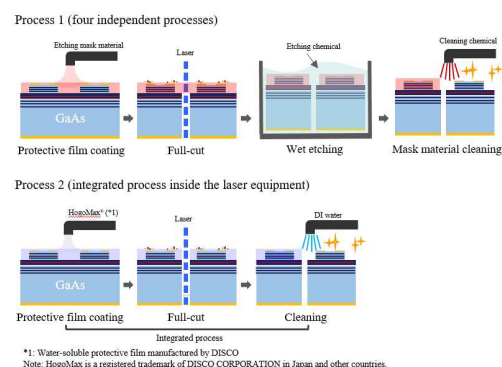 Process 1 (four independent processes)
Etching mask material
Laser
Etching chemical
Cleaning chemical
GaAs
Protective film coating
Full-cut
Wet etching
Mask material cleaning
Process 2 (integrated process inside the laser equipment)
HogoMax® (*1)
Laser
DI water
GaAs
Protective film coating
Full-cut
Cleaning
Integrated process
*1: Water-soluble protective film manufactured by DISCO
Note: HogoMax is a registered trademark of DISCO CORPORATION in Japan and other countries.